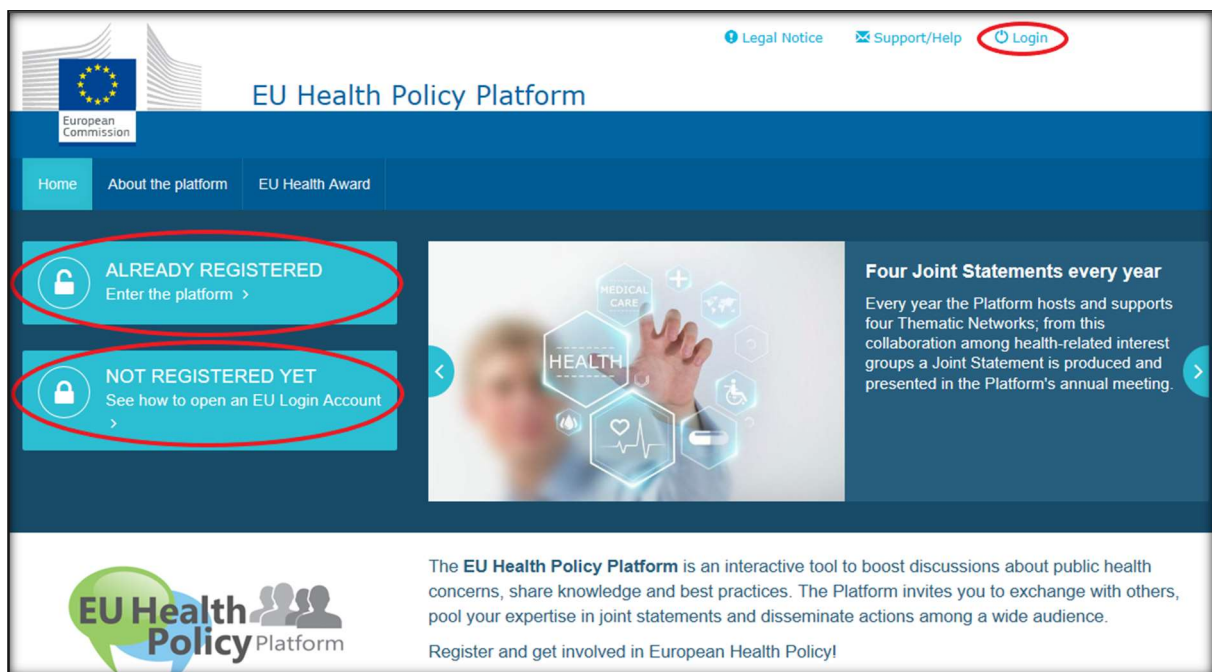 Legal Notice
Support/Help
Login
European
Commission
EU Health Policy Platform
Home
About the platform
EU Health Award
ALREADY REGISTERED
Enter the platform >
NOT REGISTERED YET
See how to open an EU Login Account
>
MEDICAL
CARE
HEALTH
Four Joint Statements every year
Every year the Platform hosts and supports
four Thematic Networks; from this
collaboration among health-related interest
groups a Joint Statement is produced and
presented in the Platform's annual meeting.
EU Health
Policy Platform
The EU Health Policy Platform is an interactive tool to boost discussions about public health
concerns, share knowledge and best practices. The Platform invites you to exchange with others,
pool your expertise in joint statements and disseminate actions among a wide audience.
Register and get involved in European Health Policy!